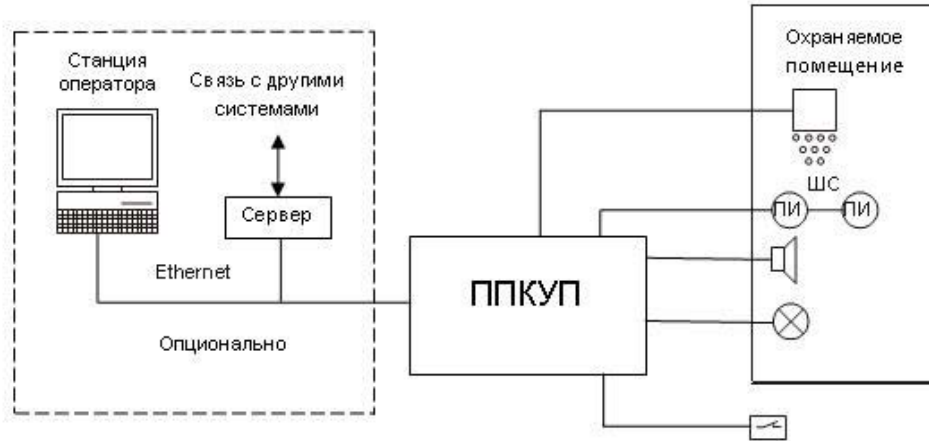 Станция
оператора
Связь с другими
системами
Сервер
Ethernet
Опционально
ППКУП
Охраняемое
помещение
ШС
ПИ
ПИ